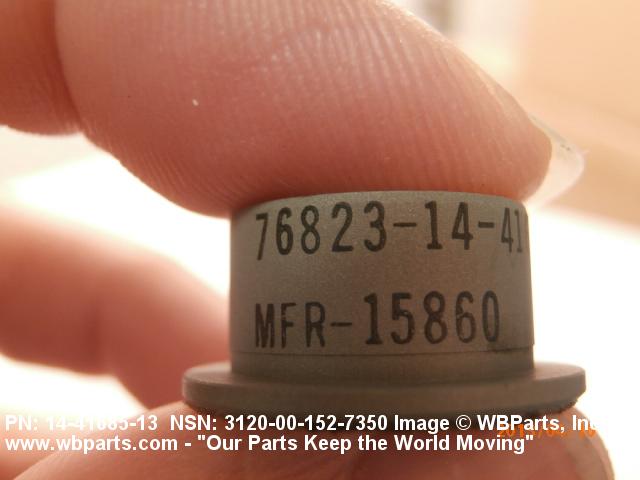 76823-14-41
MFR-15860
PN: 14-41685-13 NSN: 3120-00-152-7350 Image © WBParts, Inc
www.wbparts.com - "Our Parts Keep the World Moving"